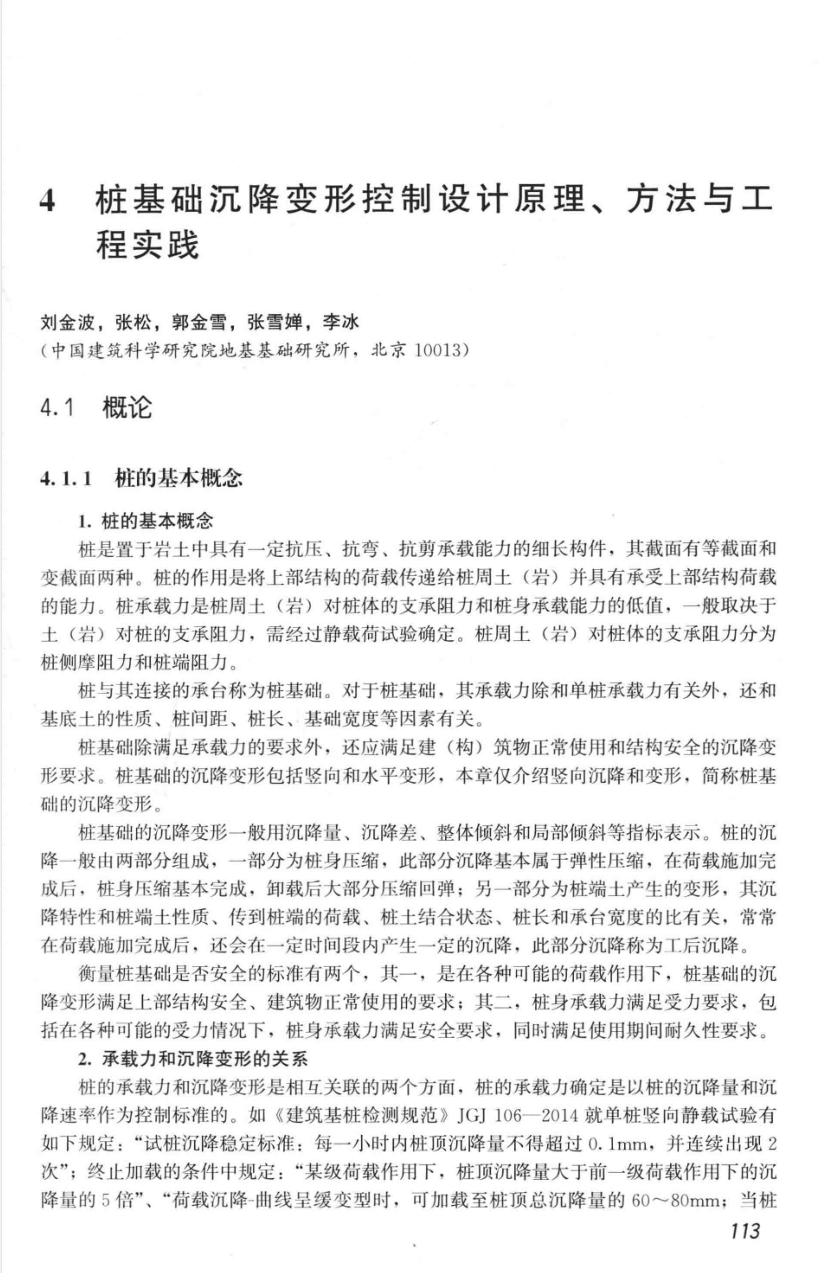 4 桩基础沉降变形控制设计原理、方法与工
程实践
刘金波，张松，郭金雪，张雪婵，李冰
（中国建筑科学研究院地基基础研究所，北京 10013）
4.1 概论
4.1.1 桩的基本概念
1. 桩的基本概念
桩是置于岩土中具有一定抗压、抗弯、抗剪承载能力的细长构件，其截面有等截面和
变截面两种。桩的作用是将上部结构的荷载传递给桩周土（岩）并具有承受上部结构荷载
的能力。桩承载力是桩周土（岩）对桩体的支承阻力和桩身承载能力的低值，一般取决于
土（岩）对桩的支承阻力，需经过静载荷试验确定。桩周土（岩）对桩体的支承阻力分为
桩侧摩阻力和桩端阻力。
桩与其连接的承台称为桩基础。对于桩基础，其承载力除和单桩承载力有关外，还和
基底土的性质、桩间距、桩长、基础宽度等因素有关。
桩基础除满足承载力的要求外，还应满足建（构）筑物正常使用和结构安全的沉降变
形要求。桩基础的沉降变形包括竖向和水平变形，本章仅介绍竖向沉降和变形，简称桩基
础的沉降变形。
桩基础的沉降变形一般用沉降量、沉降差、整体倾斜和局部倾斜等指标表示。桩的沉
降一般由两部分组成，一部分为桩身压缩，此部分沉降基本属于弹性压缩，在荷载施加完
成后，桩身压缩基本完成，卸载后大部分压缩回弹；另一部分为桩端土产生的变形，其沉
降特性和桩端土性质、传到桩端的荷载、桩土结合状态、桩长和承台宽度的比有关，常常
在荷载施加完成后，还会在一定时间段内产生一定的沉降，此部分沉降称为工后沉降。
衡量桩基础是否安全的标准有两个，其一，是在各种可能的荷载作用下，桩基础的沉
降变形满足上部结构安全、建筑物正常使用的要求；其二，桩身承载力满足受力要求，包
括在各种可能的受力情况下，桩身承载力满足安全要求，同时满足使用期间耐久性要求。
2. 承载力和沉降变形的关系
桩的承载力和沉降变形是相互关联的两个方面，桩的承载力确定是以桩的沉降量和沉
降速率作为控制标准的。如《建筑基桩检测规范》JGJ 106—2014 就单桩竖向静载试验有
如下规定：“试桩沉降稳定标准：每一小时内桩顶沉降量不得超过 0.1mm，并连续出现 2
次”；终止加载的条件中规定：“某级荷载作用下，桩顶沉降量大于前一级荷载作用下的沉
降量的 5 倍”、“荷载沉降-曲线呈缓变型时，可加载至桩顶总沉降量的 60～80mm；当桩
113